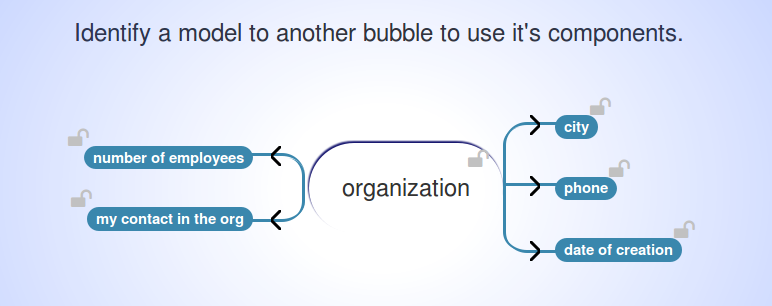 Identify a model to another bubble to use it's components.
number of employees
my contact in the org
organization
city
phone
date of creation